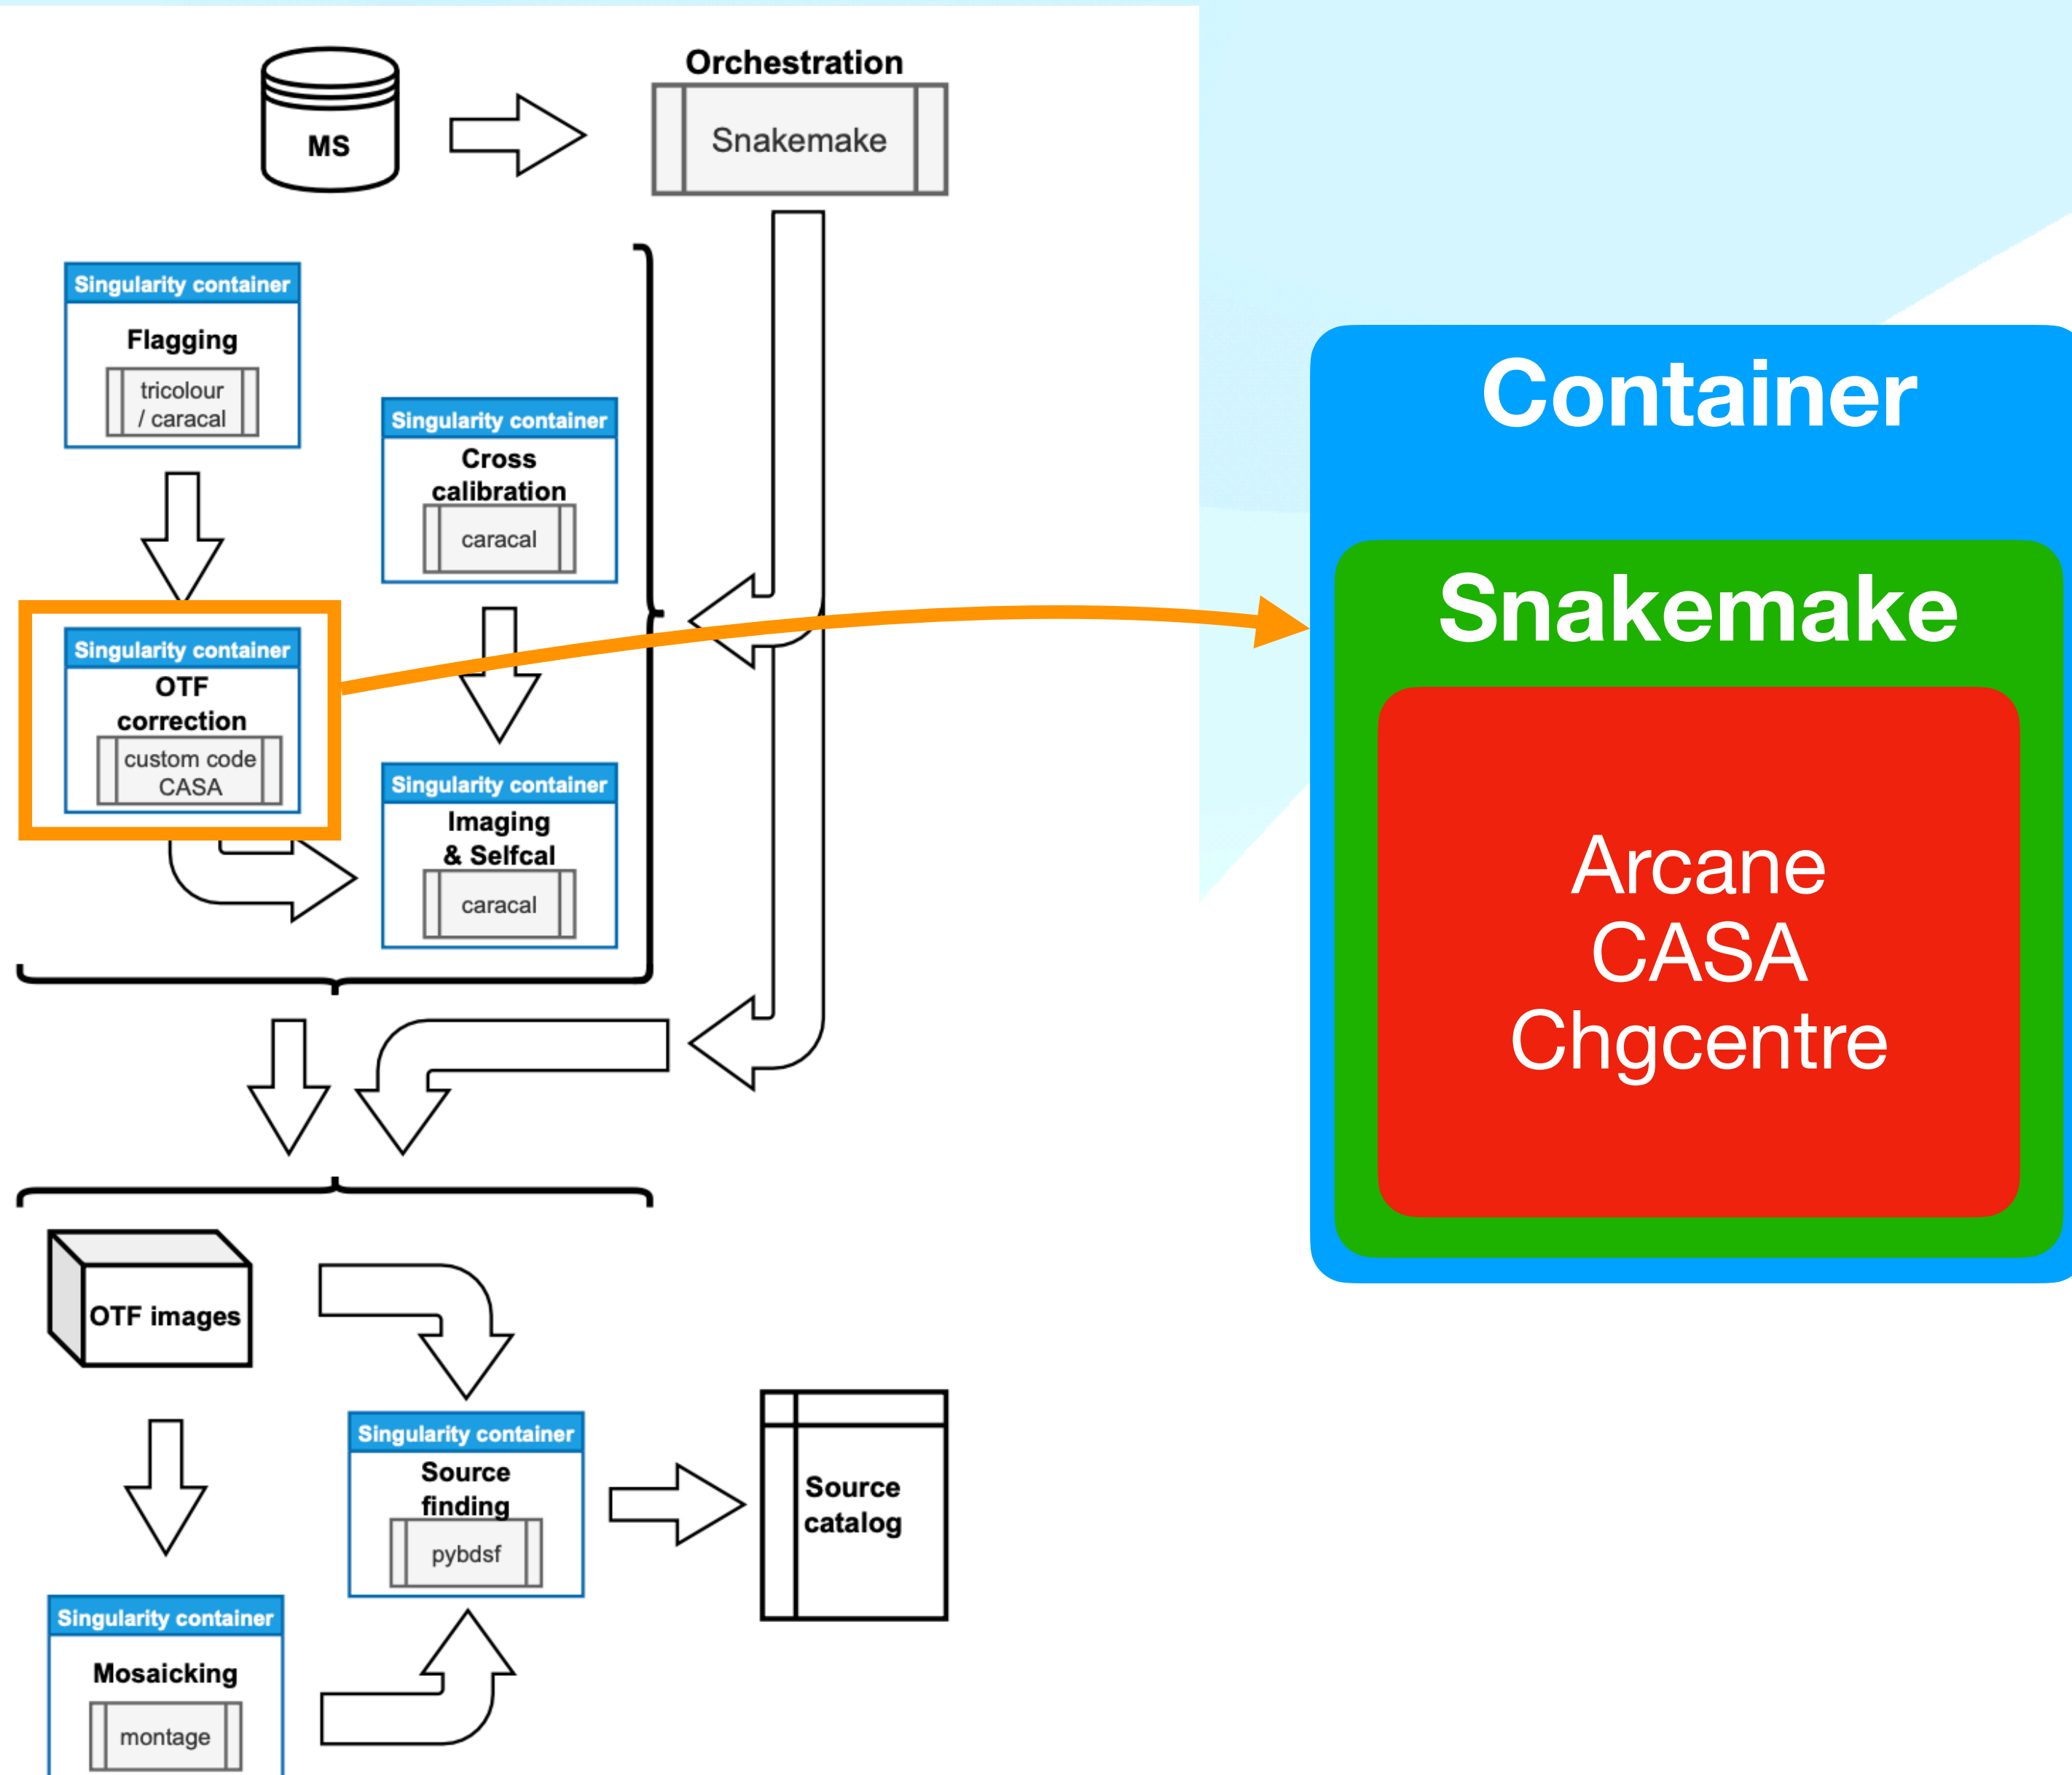 Orchestration
MS
Snakemake
Singularity container
Flagging
tricolour
/ caracal
Singularity container
Cross
calibration
caracal
Singularity container
OTF
correction
custom code
CASA
Singularity container
Imaging
& Selfcal
caracal
OTF images
Singularity container
Source
finding
pybdsf
Source
catalog
Singularity container
Mosaicking
montage
Container
Snakemake
Arcane
CASA
Chgcentre